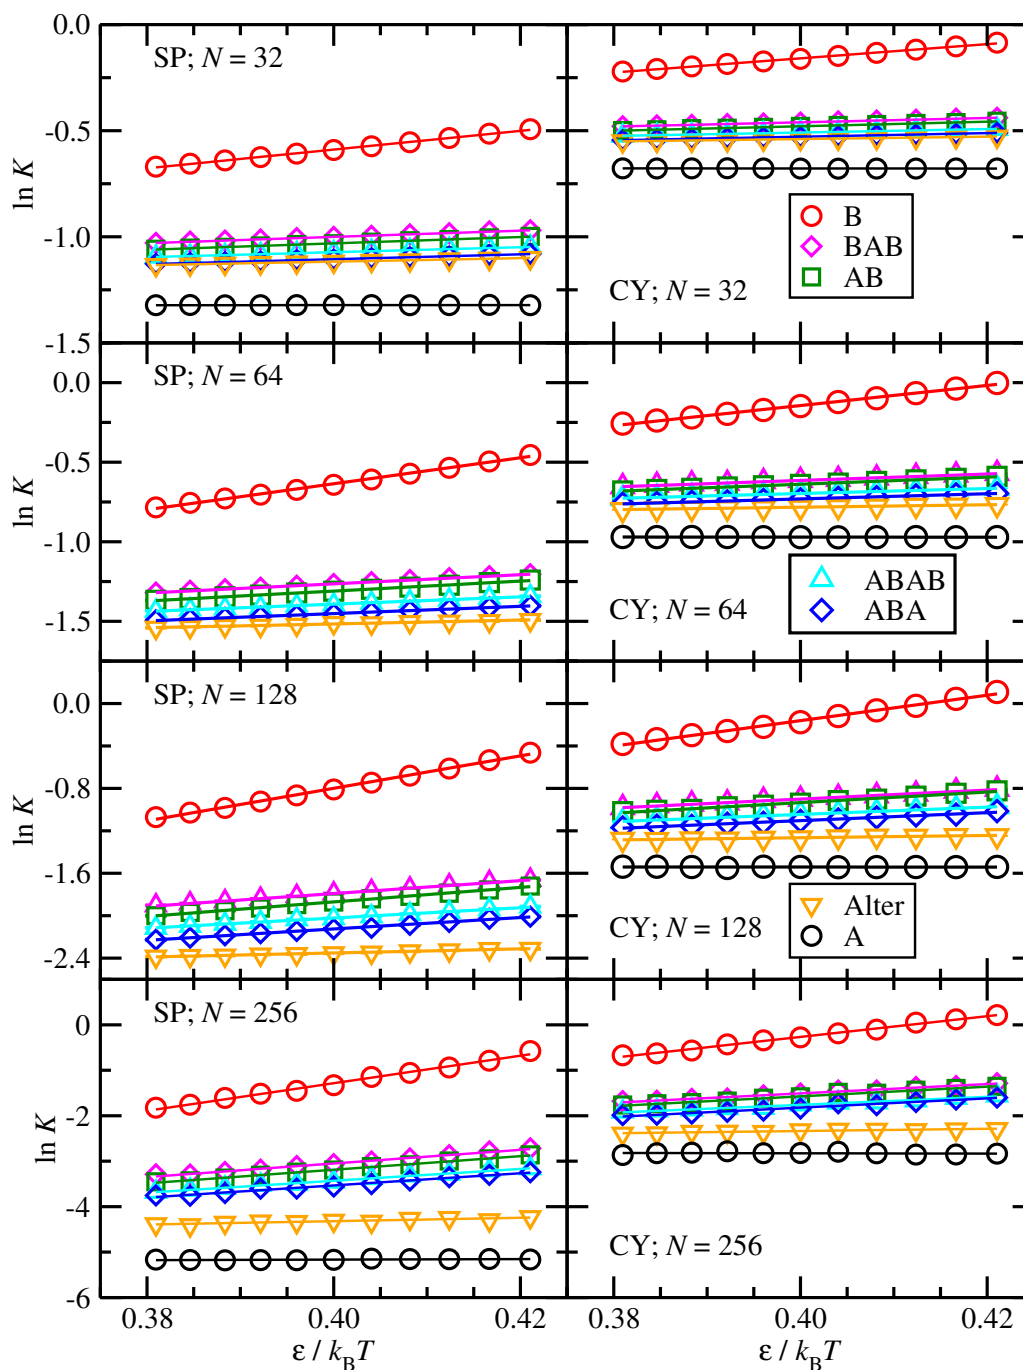 0.0
-0.5
-1.0
-1.5
ln K
SP; N = 32
CY; N = 32
B
BAB
AB
0.0
-0.5
-1.0
-1.5
ln K
SP; N = 64
CY; N = 64
ABAB
ABA
0.0
-0.8
-1.6
-2.4
ln K
SP; N = 128
CY; N = 128
Alter
A
0
-2
-4
-6
ln K
SP; N = 256
CY; N = 256
0.38 0.40 0.42 0.38 0.40 0.42
ε / kBT ε / kBT